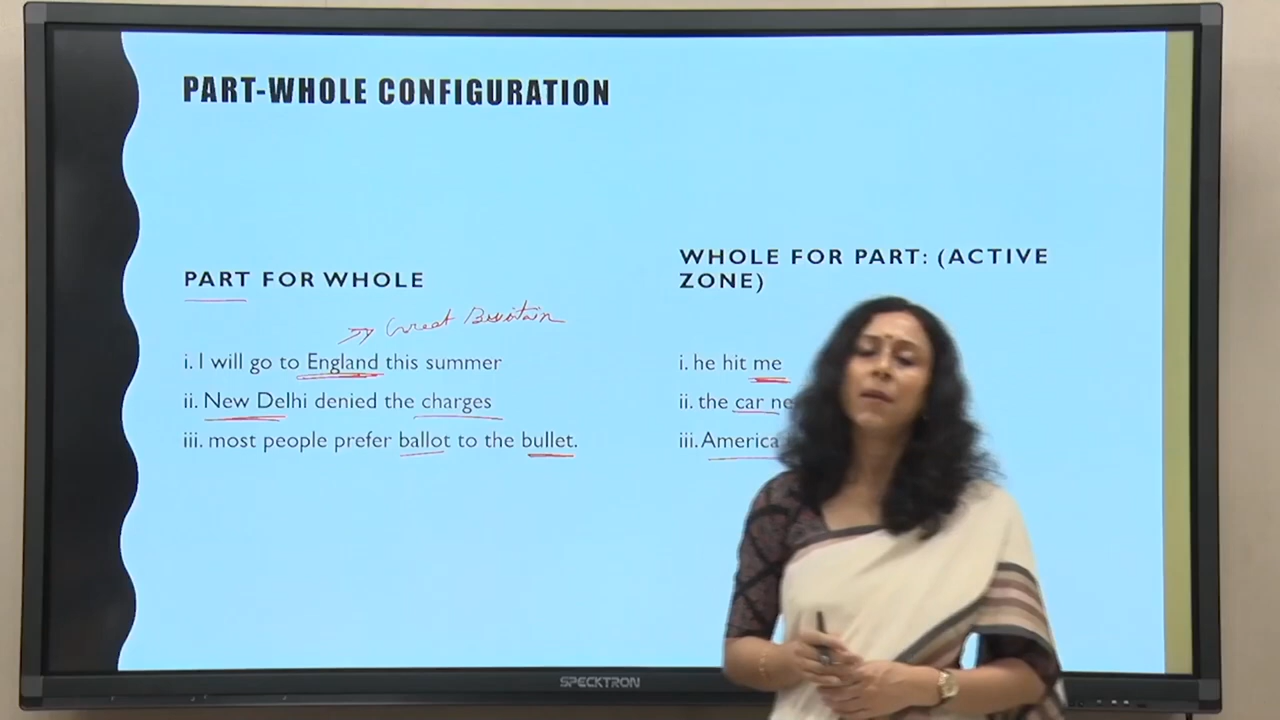 PART-WHOLE CONFIGURATION
PART FOR WHOLE
Great Britain
i. I will go to England this summer
ii. New Delhi denied the charges
iii. most people prefer ballot to the bullet.
WHOLE FOR PART: (ACTIVE
ZONE)
i. he hit me
ii. the car
iii. America
SPECKTRON